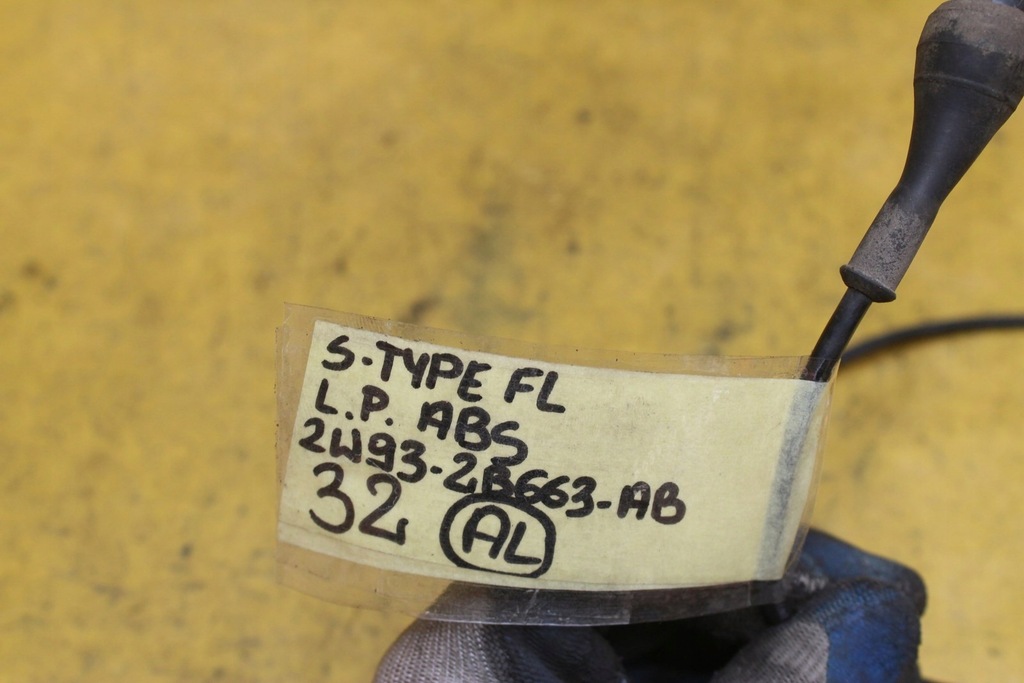 S-TYPE FL
L.P. ABS
2W93-2B663-AB
32 AL